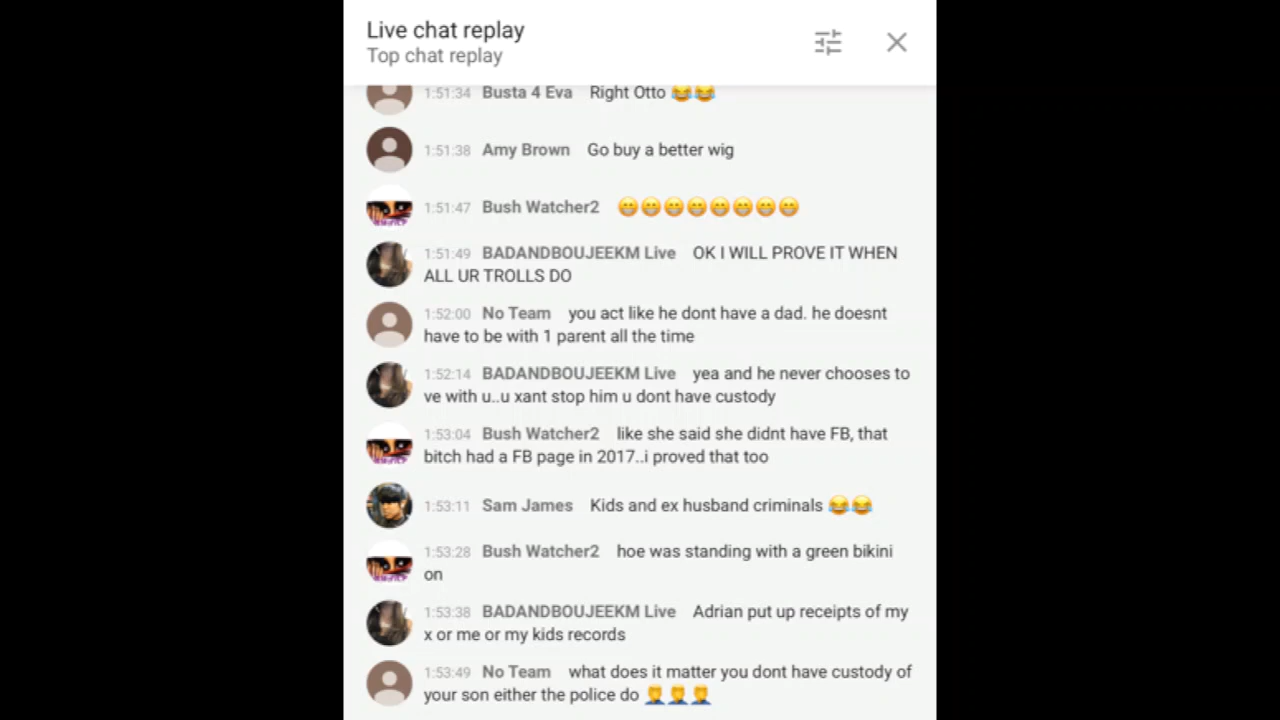 Live chat replay
Top chat replay
1:51:34 Busta 4 Eva Right Otto 😂😂
1:51:38 Amy Brown Go buy a better wig
1:51:47 Bush Watcher2 😁😁😁😁😁😁😁😁
1:51:49 BADANDBOUJEEKM Live OK I WILL PROVE IT WHEN
ALL UR TROLLS DO
1:52:00 No Team you act like he dont have a dad. he doesnt
have to be with 1 parent all the time
1:52:14 BADANDBOUJEEKM Live yea and he never chooses to
ve with u..u xant stop him u dont have custody
1:53:04 Bush Watcher2 like she said she didnt have FB, that
bitch had a FB page in 2017..i proved that too
1:53:11 Sam James Kids and ex husband criminals 😂😂
1:53:28 Bush Watcher2 hoe was standing with a green bikini
on
1:53:38 BADANDBOUJEEKM Live Adrian put up receipts of my
x or me or my kids records
1:53:49 No Team what does it matter you dont have custody of
your son either the police do 🤦‍♂️🤦‍♂️🤦‍♂️